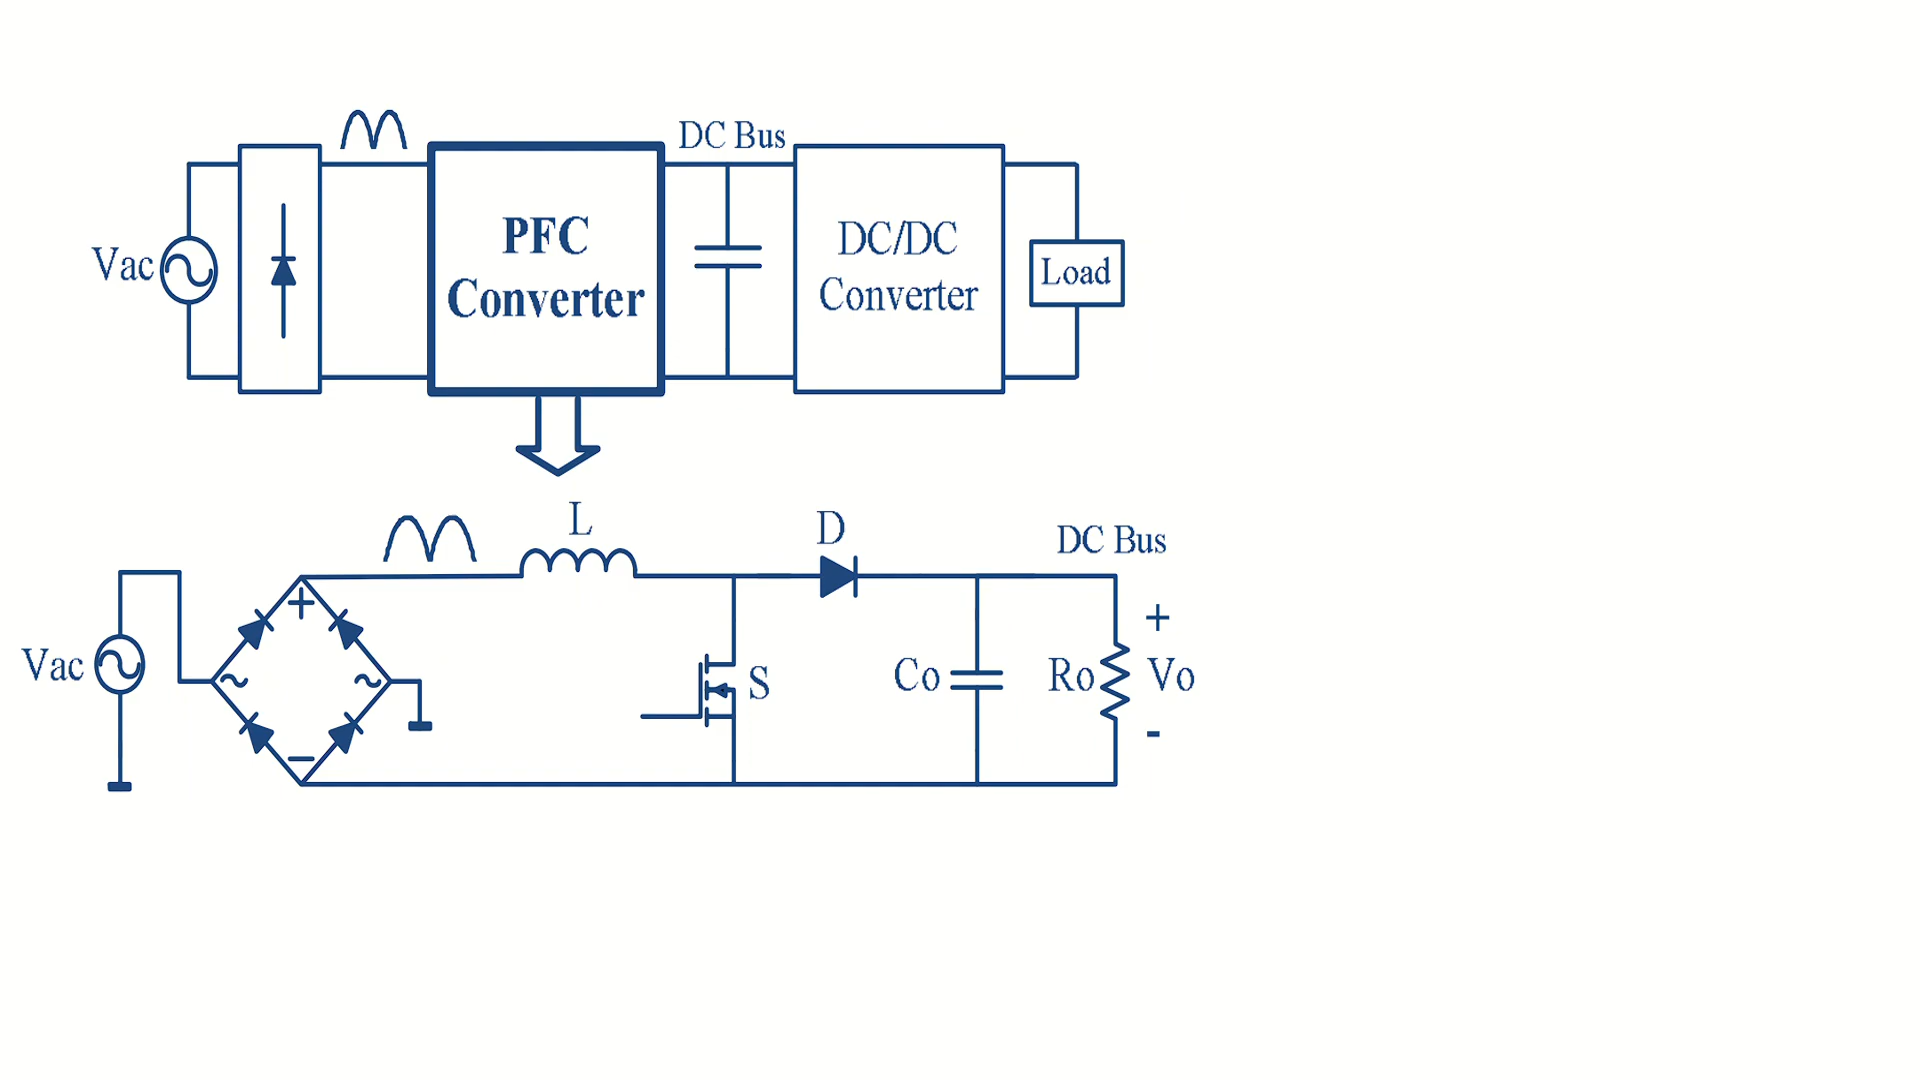 DC Bus
Vac
PFC
Converter
DC/DC
Converter
Load
L
D
DC Bus
Vac
+
−
S
Co
Ro
+
Vo
-